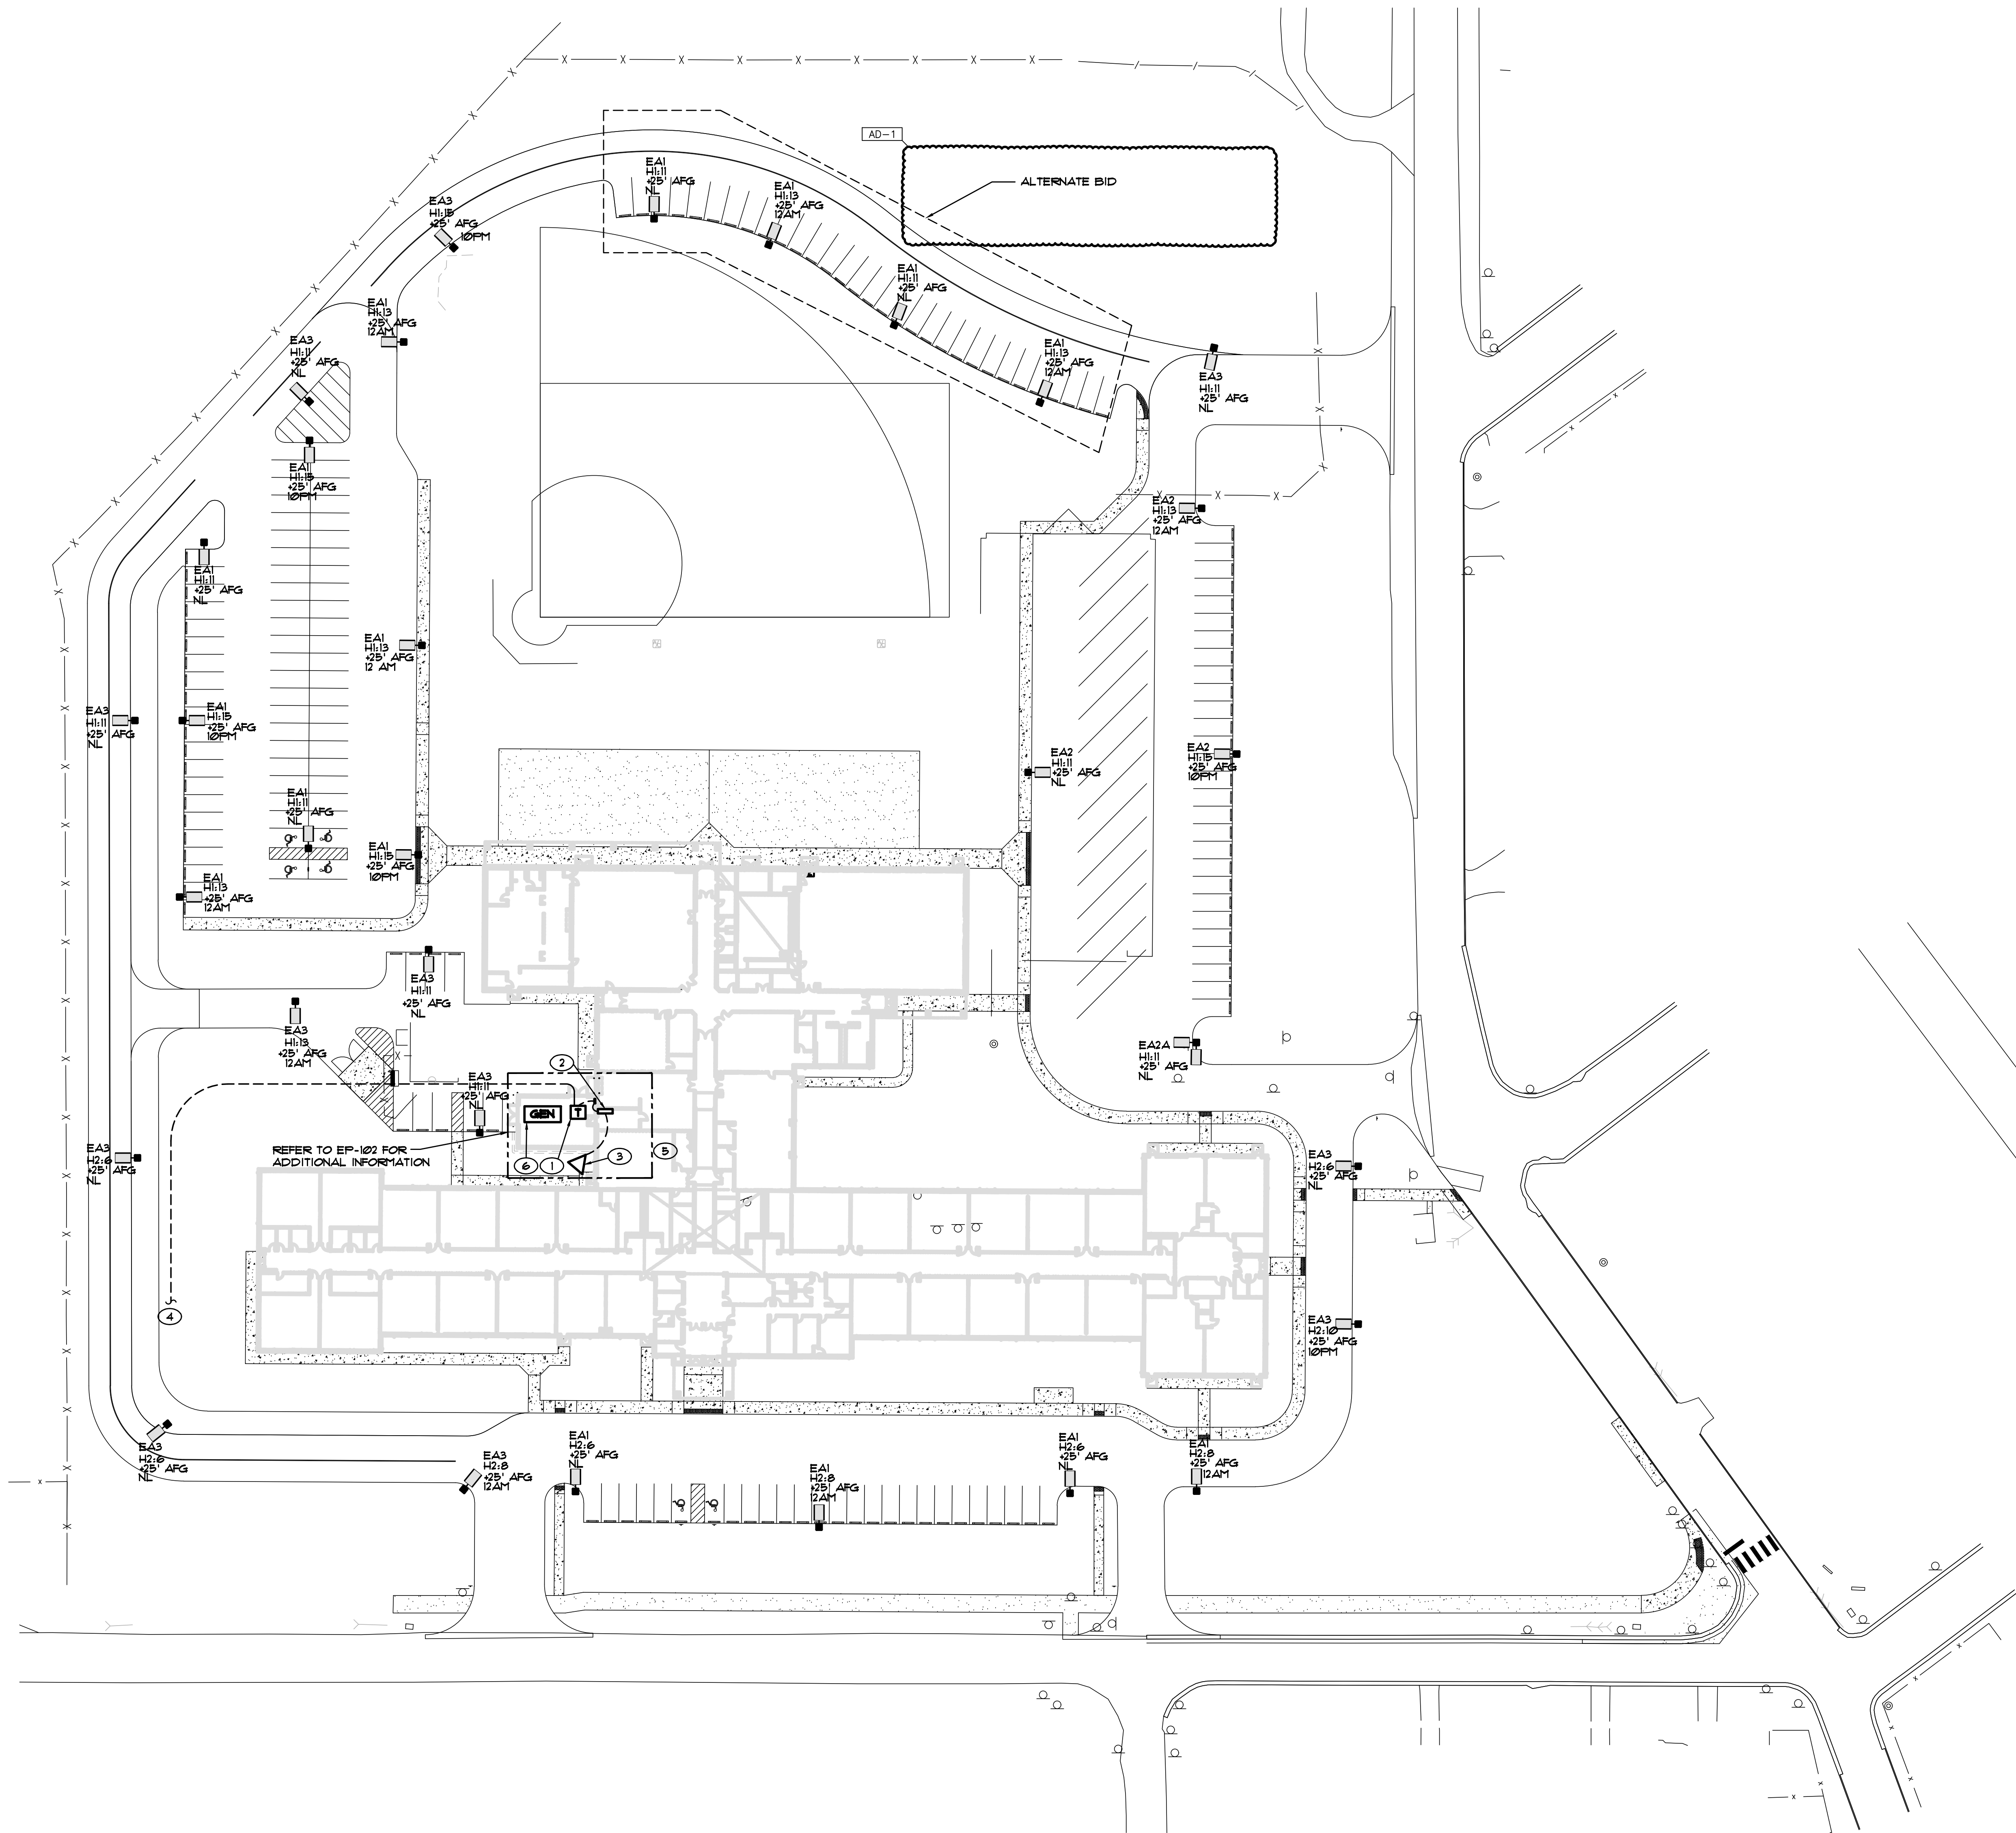 AD-1
ALTERNATE BID
EA1
H1:11
+25' AFG
NL
EA1
H1:13
+25' AFG
12AM
EA3
H1:15
+25' AFG
10PM
EA1
H1:11
+25' AFG
NL
EA1
H1:13
+25' AFG
12AM
EA3
H1:11
+25' AFG
NL
EA1
H1:13
+25' AFG
12AM
EA3
H1:11
+25' AFG
NL
EA1
H1:15
+25' AFG
10PM
EA2
H1:13
+25' AFG
12AM
EA1
H1:11
+25' AFG
NL
EA1
H1:13
+25' AFG
12 AM
EA3
H1:11
+25' AFG
NL
EA1
H1:15
+25' AFG
10PM
EA2
H1:11
+25' AFG
NL
EA2
H1:15
+25' AFG
10PM
EA1
H1:11
+25' AFG
NL
EA1
H1:15
+25' AFG
10PM
EA1
H1:13
+25' AFG
12AM
EA3
H1:11
+25' AFG
NL
EA3
H1:13
+25' AFG
12AM
EA2A
H1:11
+25' AFG
NL
EA3
H1:11
+25' AFG
NL
2
GEN
T
REFER TO EP-102 FOR
ADDITIONAL INFORMATION
6
1
3
5
EA3
H2:6
+25' AFG
NL
EA3
H2:6
+25' AFG
NL
4
EA3
H2:10
+25' AFG
10PM
EA3
H2:6
+25' AFG
NL
EA3
H2:8
+25' AFG
12AM
EA1
H2:6
+25' AFG
NL
EA1
H2:8
+25' AFG
12AM
EA1
H2:6
+25' AFG
NL
EA1
H2:8
+25' AFG
12AM